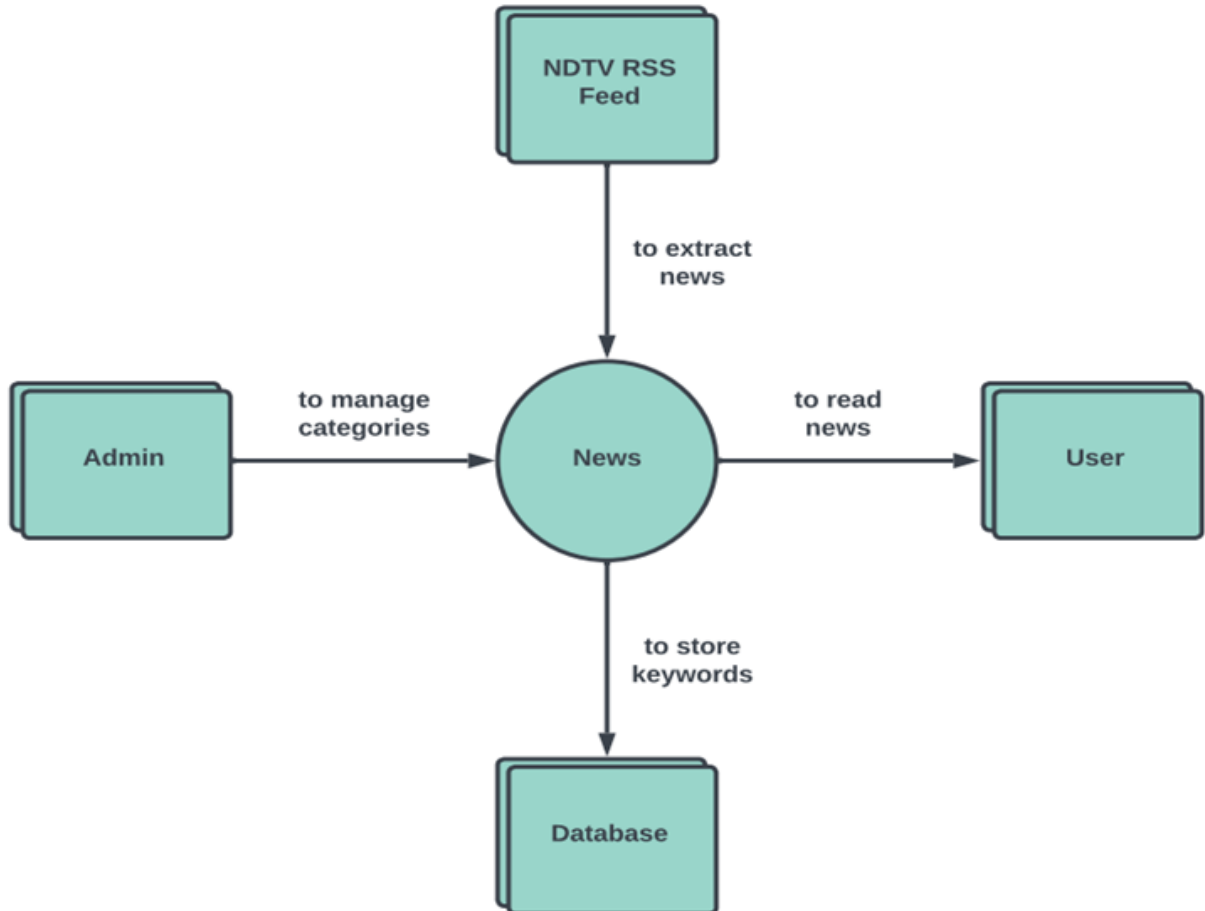 NDTV RSS
Feed
to extract
news
to manage
categories
to read
news
Admin
News
User
to store
keywords
Database